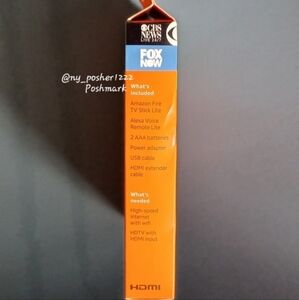 CBS
NEWS
LIVE 24/7
FOX
NOW
@ny_posher1222
Poshmark
What's
included
Amazon Fire
TV Stick Lite
Alexa Voice
Remote Lite
2 AAA batteries
Power adapter
USB cable
HDMI extender
cable
What's
needed
High-speed
internet
with wifi
HDTV with
HDMI input
HDMI